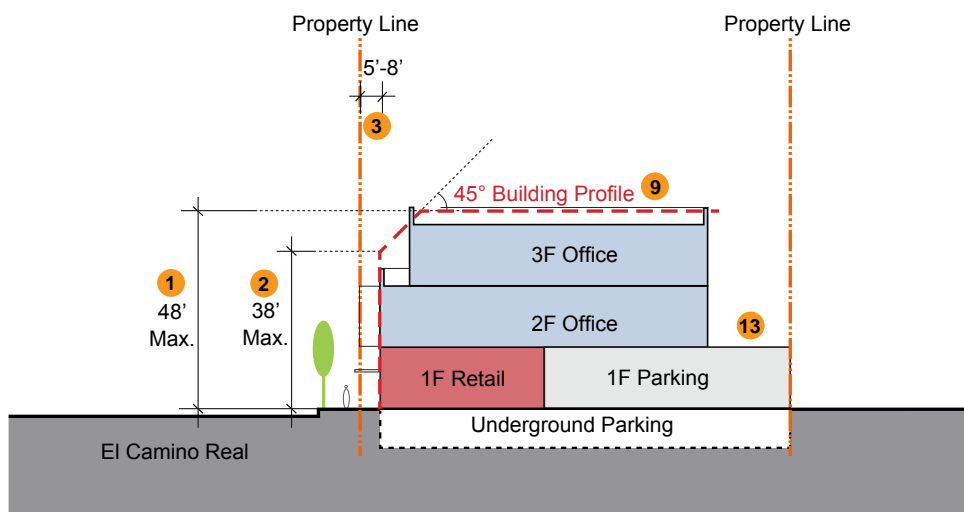 Property Line
Property Line
5’-8’
3
45° Building Profile
9
3F Office
1
48’
Max.
2
38’
Max.
2F Office
13
1F Retail
1F Parking
Underground Parking
El Camino Real